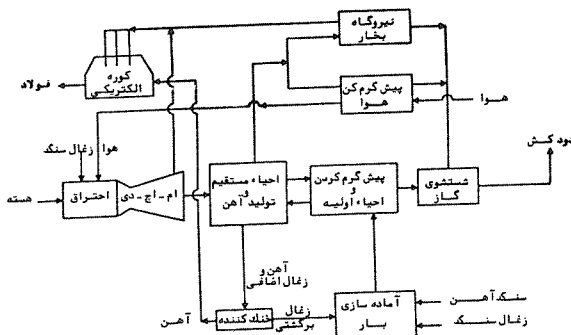 نیروگاه
بخار
کوره
الکتریکی
فولاد
پیش گرم کن
هوا
هوا
هوا
زغال سنگ
دود کش
هسته
احتراق
ام - اچ - دی
احیاء مستقیم
و
تولید آهن
پیش گرم کردن
و
احیاء اولیه
شستشوی
گاز
آهن و
زغال اضافی
آهن
خنک کننده
زغال
برگشتی
آماده سازی
بار
سنگ آهن
زغال سنگ